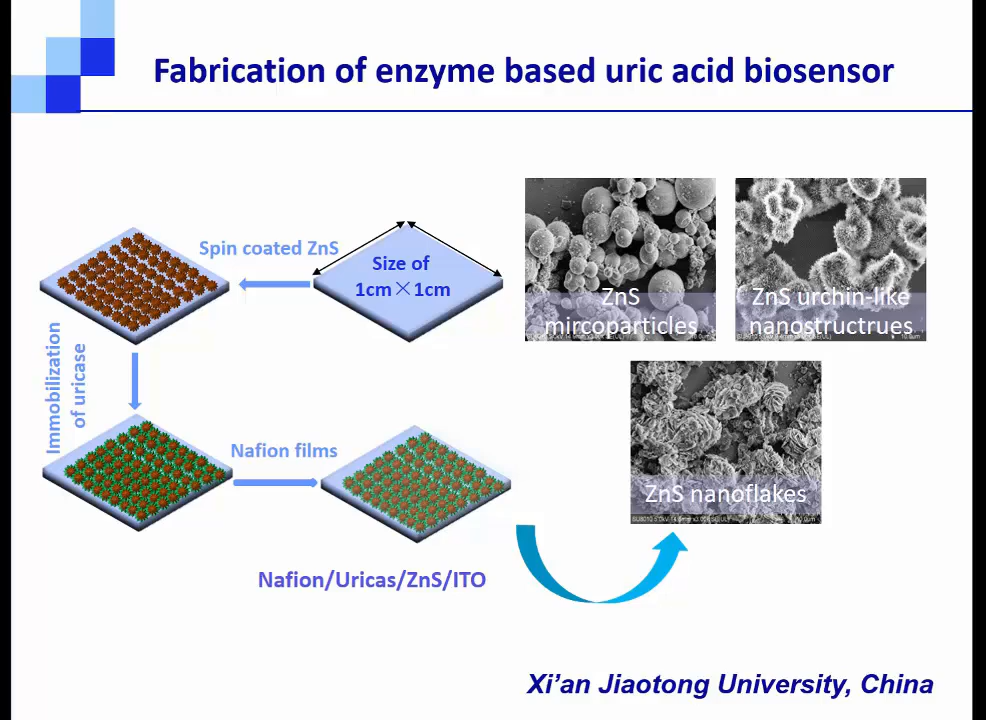 Fabrication of enzyme based uric acid biosensor
Spin coated ZnS
Size of
1cm×1cm
Immobilization
of uricase
Nafion films
Nafion/Uricas/ZnS/ITO
ZnS
mircoparticles
ZnS urchin-like
nanostructrues
ZnS nanoflakes
Xi'an Jiaotong University, China